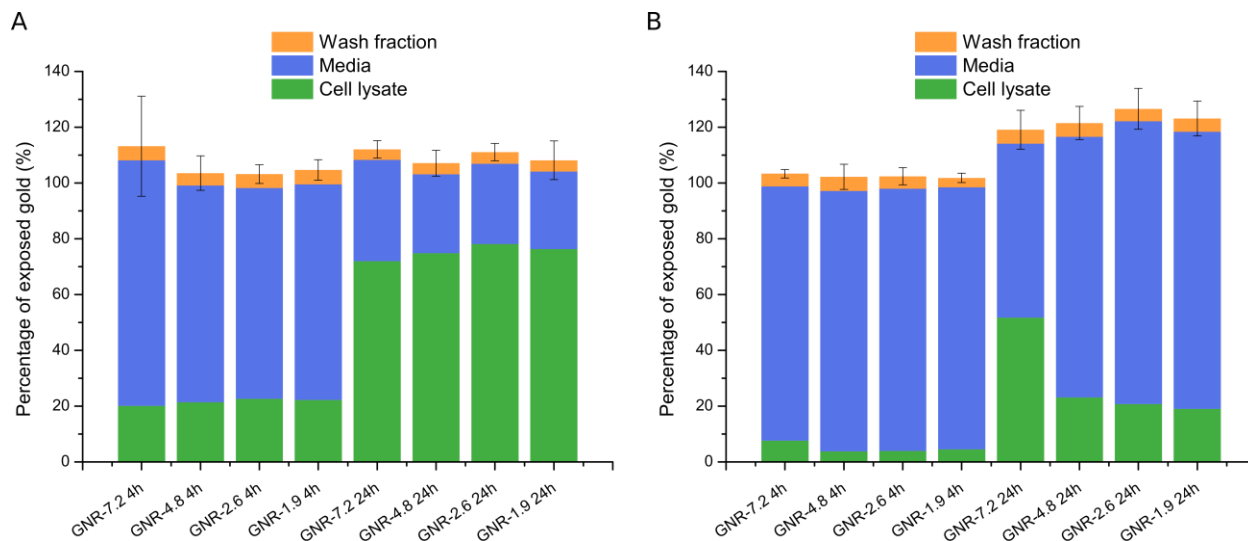 A
Wash fraction
Media
Cell lysate
Percentage of exposed gold (%)
140
120
100
80
60
40
20
0
GNR-7.2 4h
GNR-4.8 4h
GNR-2.6 4h
GNR-1.9 4h
GNR-7.2 24h
GNR-4.8 24h
GNR-2.6 24h
GNR-1.9 24h
B
Wash fraction
Media
Cell lysate
Percentage of exposed gold (%)
140
120
100
80
60
40
20
0
GNR-7.2 4h
GNR-4.8 4h
GNR-2.6 4h
GNR-1.9 4h
GNR-7.2 24h
GNR-4.8 24h
GNR-2.6 24h
GNR-1.9 24h